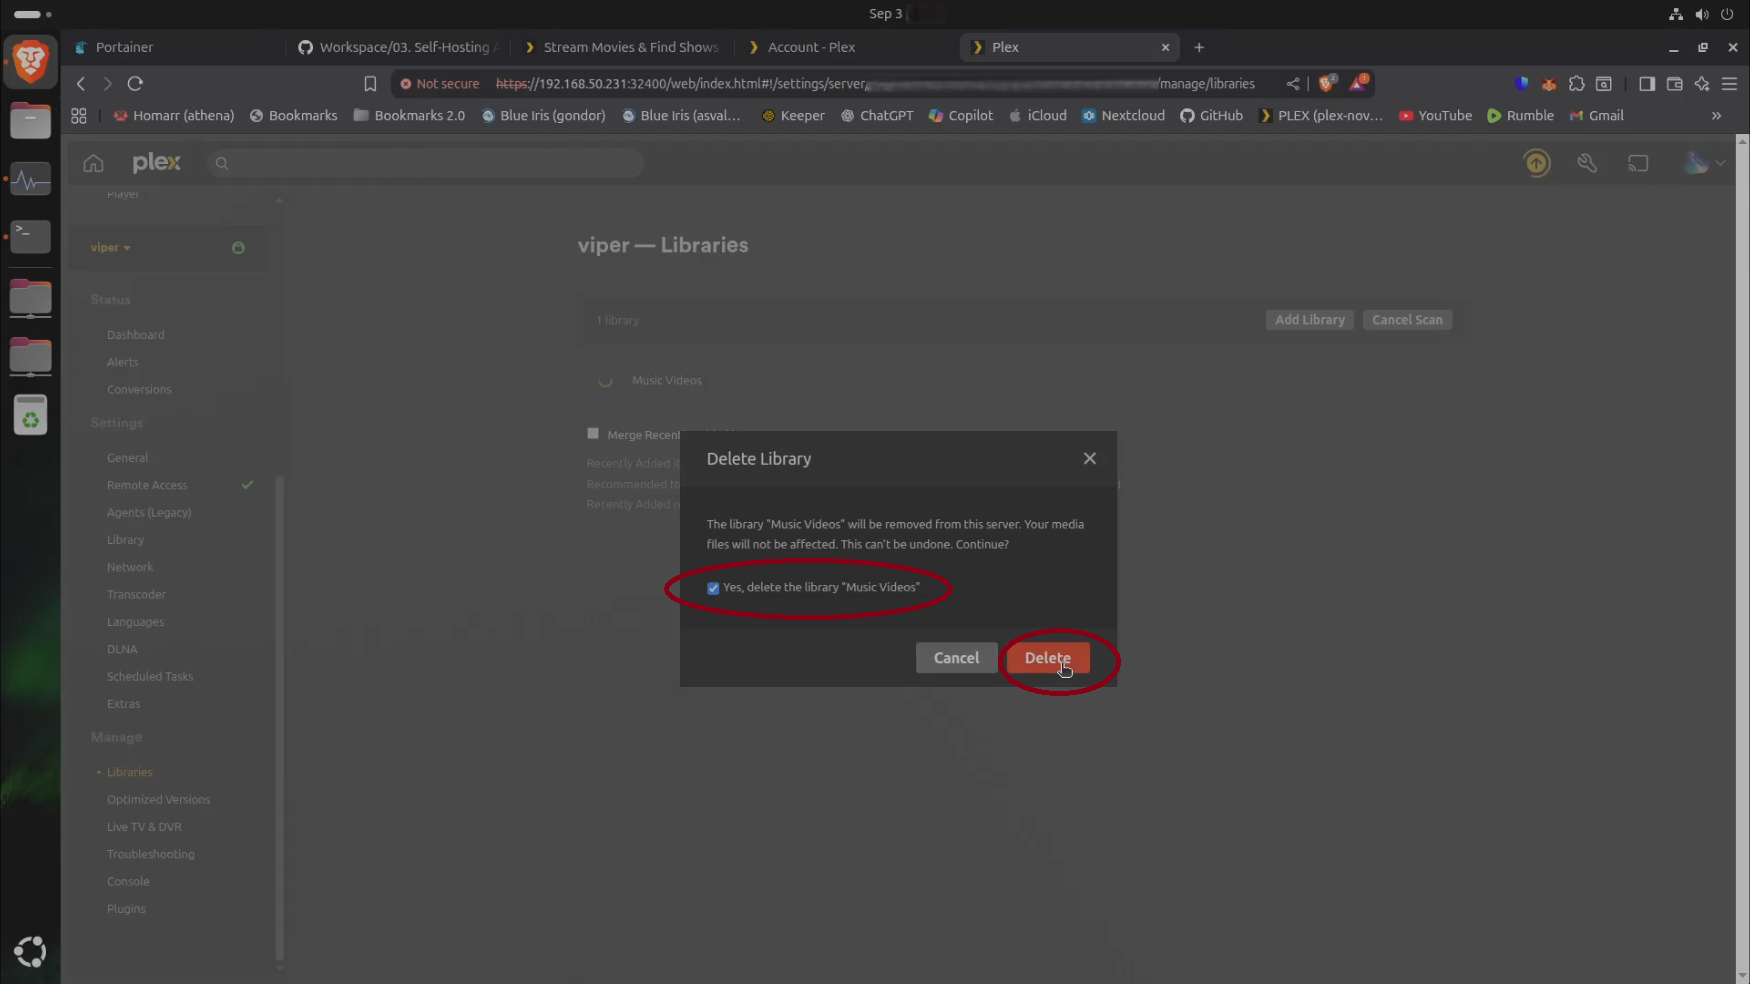 Sep 3
Portainer
Workspace/03. Self-Hosting A
Stream Movies & Find Shows
Account - Plex
Plex
Not secure
https://192.168.50.231:32400/web/index.html#!/settings/server
/manage/libraries
2
1
Homarr (athena)
Bookmarks
Bookmarks 2.0
Blue Iris (gondor)
Blue Iris (asval...
Keeper
ChatGPT
Copilot
iCloud
Nextcloud
GitHub
PLEX (plex-nov...
YouTube
Rumble
Gmail
plex
Player
viper
Status
Dashboard
Alerts
Conversions
Settings
General
Remote Access
Agents (Legacy)
Library
Network
Transcoder
Languages
DLNA
Scheduled Tasks
Extras
Manage
Libraries
Optimized Versions
Live TV & DVR
Troubleshooting
Console
Plugins
viper — Libraries
1 library
Add Library
Cancel Scan
Music Videos
Merge Recen
Recently Added
Recommended to
Recently Added
Delete Library
The library "Music Videos" will be removed from this server. Your media
files will not be affected. This can't be undone. Continue?
Yes, delete the library "Music Videos"
Cancel
Delete